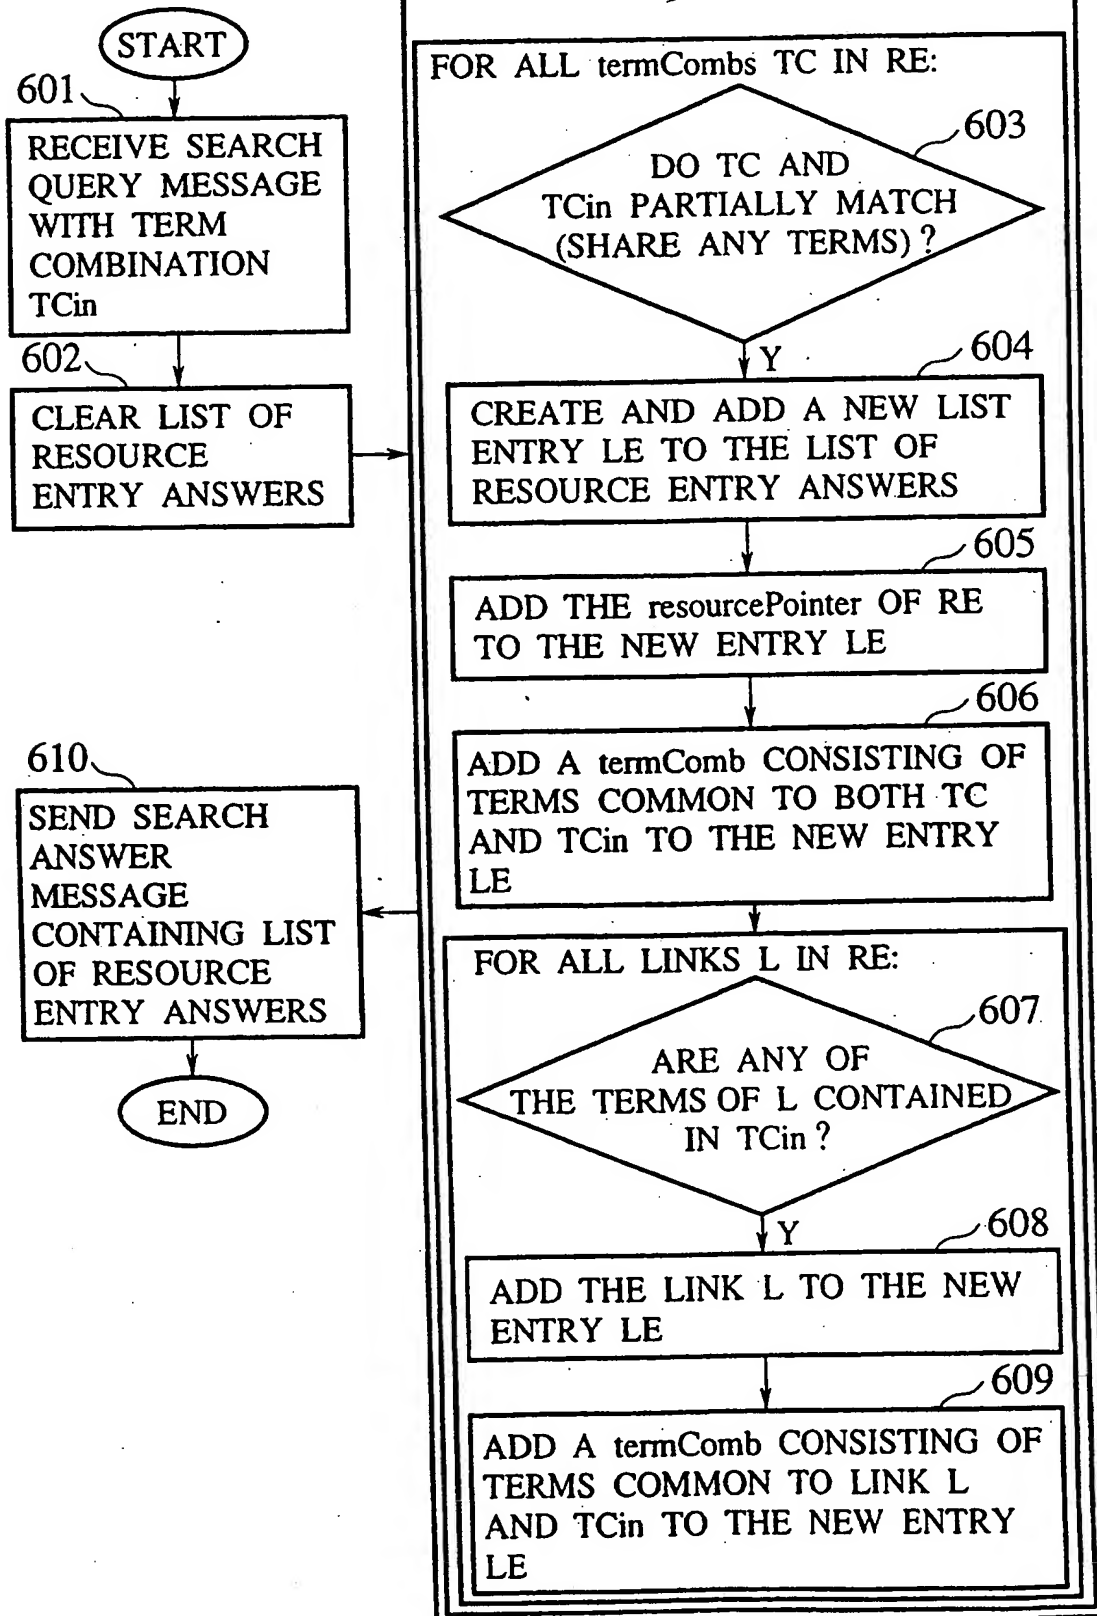 START
601
RECEIVE SEARCH
QUERY MESSAGE
WITH TERM
COMBINATION
TCin
602
CLEAR LIST OF
RESOURCE
ENTRY ANSWERS
FOR ALL termCombs TC IN RE:
603
DO TC AND
TCin PARTIALLY MATCH
(SHARE ANY TERMS) ?
Y
604
CREATE AND ADD A NEW LIST
ENTRY LE TO THE LIST OF
RESOURCE ENTRY ANSWERS
605
ADD THE resourcePointer OF RE
TO THE NEW ENTRY LE
606
ADD A termComb CONSISTING OF
TERMS COMMON TO BOTH TC
AND TCin TO THE NEW ENTRY
LE
FOR ALL LINKS L IN RE:
607
ARE ANY OF
THE TERMS OF L CONTAINED
IN TCin ?
Y
608
ADD THE LINK L TO THE NEW
ENTRY LE
609
ADD A termComb CONSISTING OF
TERMS COMMON TO LINK L
AND TCin TO THE NEW ENTRY
LE
610
SEND SEARCH
ANSWER
MESSAGE
CONTAINING LIST
OF RESOURCE
ENTRY ANSWERS
END